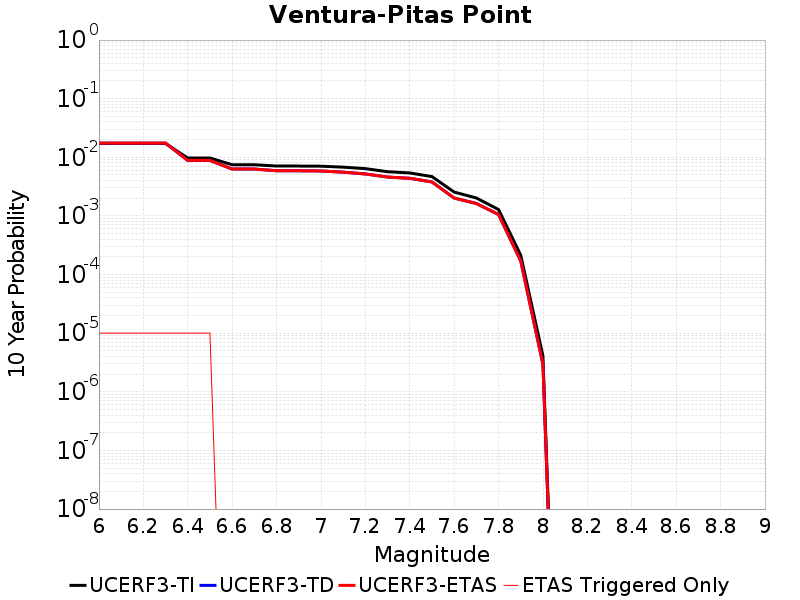 Ventura-Pitas Point
10 Year Probability
10^0
10^-1
10^-2
10^-3
10^-4
10^-5
10^-6
10^-7
10^-8
6 6.2 6.4 6.6 6.8 7 7.2 7.4 7.6 7.8 8 8.2 8.4 8.6 8.8 9
Magnitude
UCERF3-TI UCERF3-TD UCERF3-ETAS ETAS Triggered Only